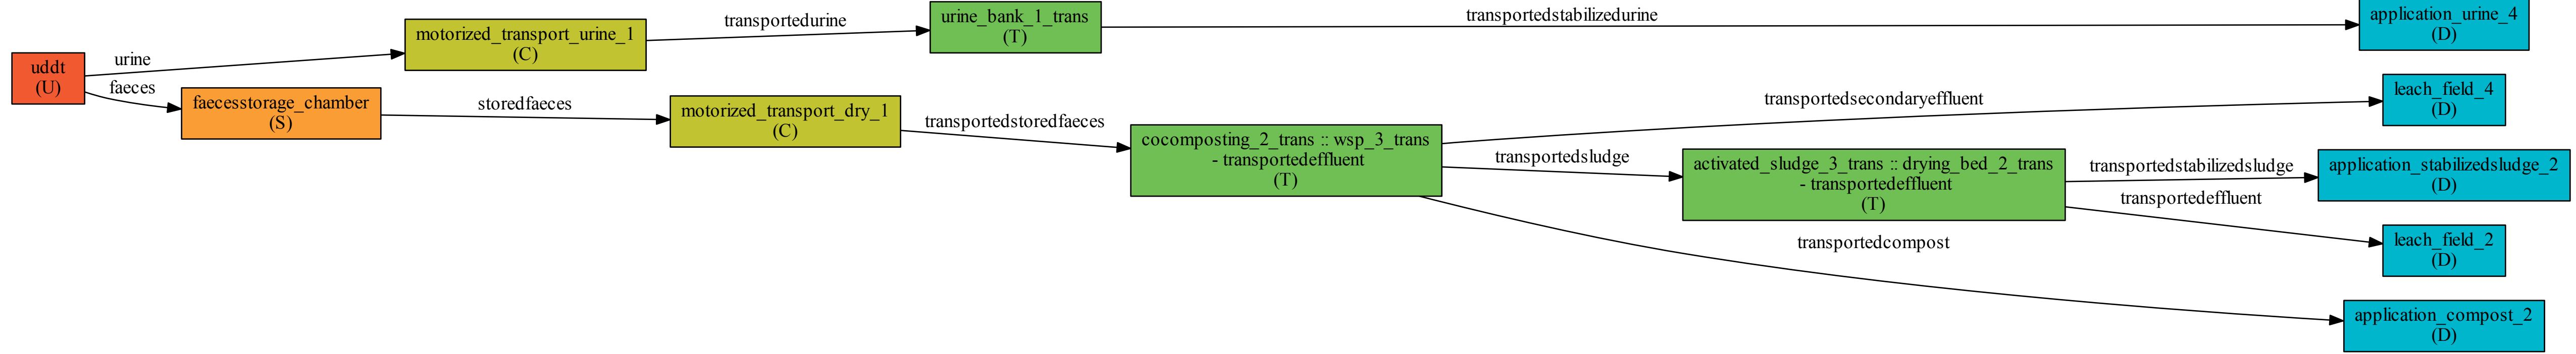 uddt
(U)
urine
faeces
motorized_transport_urine_1
(C)
transportedurine
urine_bank_1_trans
(T)
transportedstabilizedurine
application_urine_4
(D)
faecesstorage_chamber
(S)
storedfaeces
motorized_transport_dry_1
(C)
transportedstoredfaeces
cocomposting_2_trans :: wsp_3_trans
- transportedeffluent
(T)
transportedsecondaryeffluent
leach_field_4
(D)
transportedsludge
activated_sludge_3_trans :: drying_bed_2_trans
- transportedeffluent
(T)
transportedstabilizedsludge
application_stabilizedsludge_2
(D)
transportedeffluent
leach_field_2
(D)
transportedcompost
application_compost_2
(D)